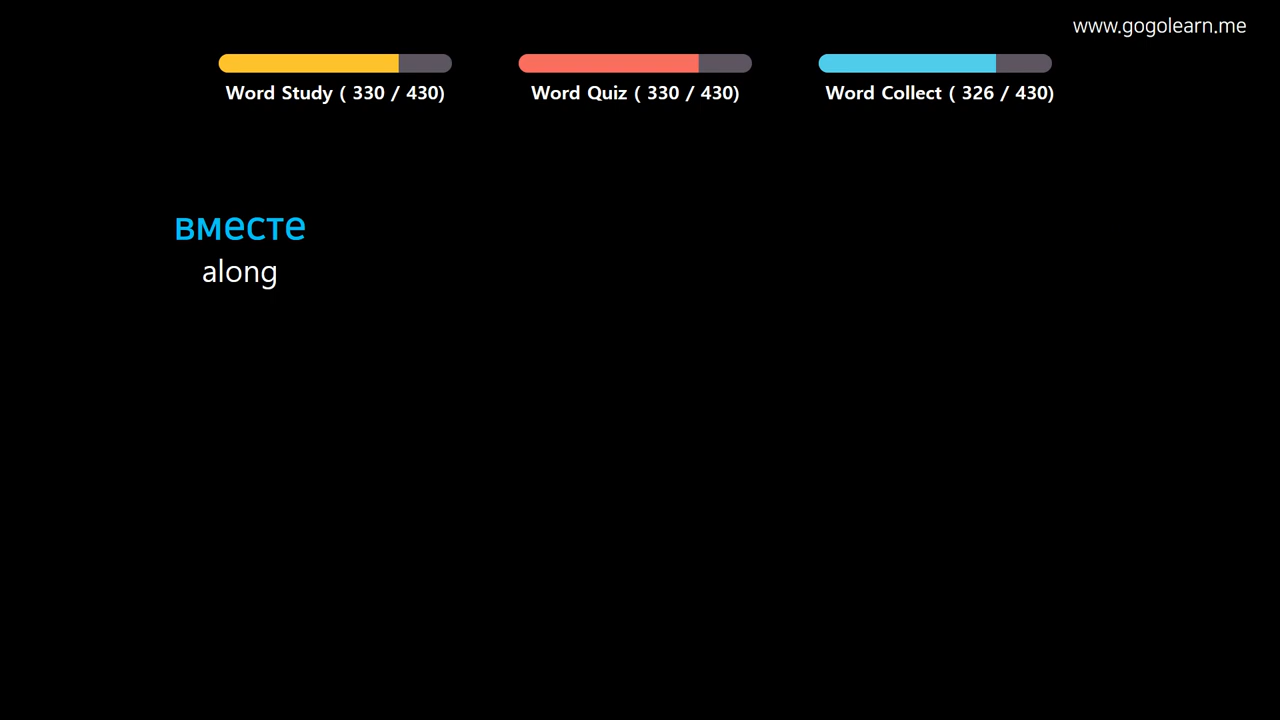 www.gogolearn.me
Word Study ( 330 / 430)
Word Quiz ( 330 / 430)
Word Collect ( 326 / 430)
вместе
along